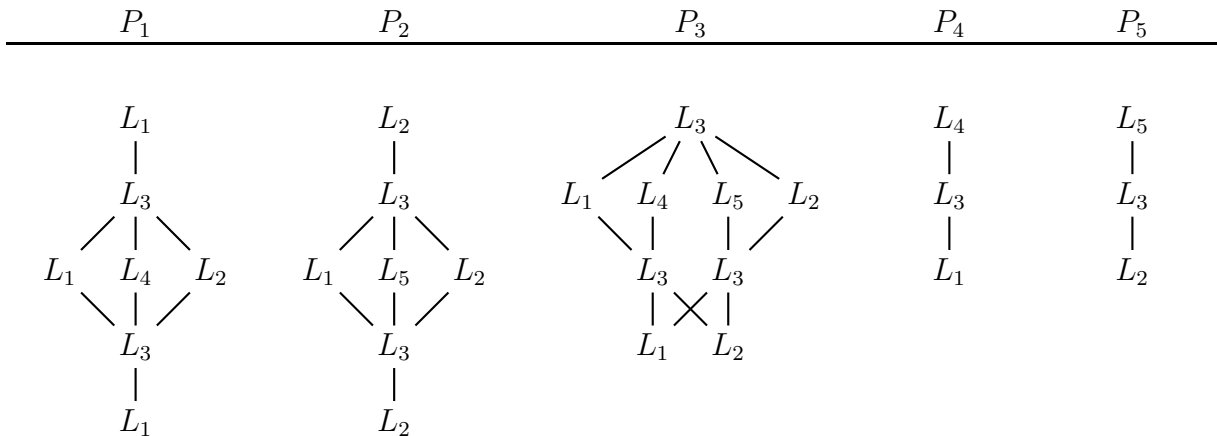 P₁ P₂ P₃ P₄ P₅
L₁ L₂ L₃ L₄ L₅
L₃ L₃ L₁ L₄ L₅ L₂ L₃ L₃
L₁ L₄ L₂ L₁ L₅ L₂ L₃ L₃ L₁ L₂
L₃ L₃ L₁ L₂
L₁ L₂